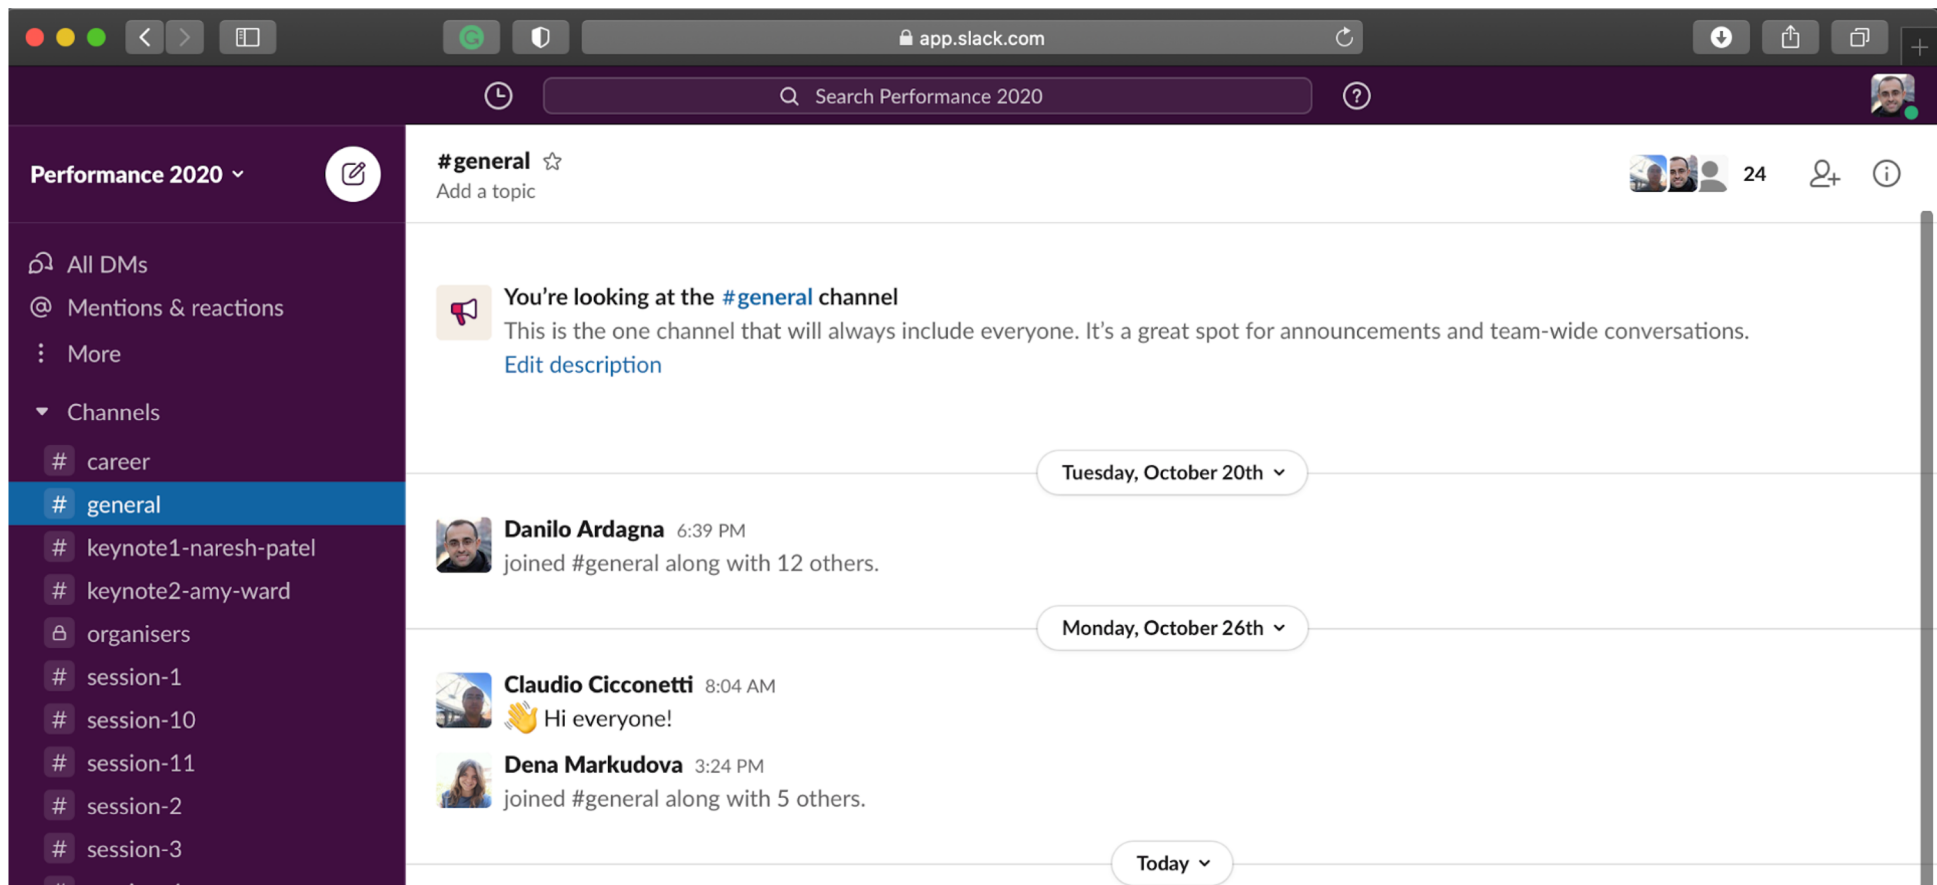 app.slack.com
Search Performance 2020
Performance 2020
#general
Add a topic
24
All DMs
Mentions & reactions
More
Channels
# career
# general
# keynote1-naresh-patel
# keynote2-amy-ward
organisers
# session-1
# session-10
# session-11
# session-2
# session-3
You’re looking at the #general channel
This is the one channel that will always include everyone. It’s a great spot for announcements and team-wide conversations.
Edit description
Tuesday, October 20th
Danilo Ardagna 6:39 PM
joined #general along with 12 others.
Monday, October 26th
Claudio Cicconetti 8:04 AM
👋 Hi everyone!
Dena Markudova 3:24 PM
joined #general along with 5 others.
Today